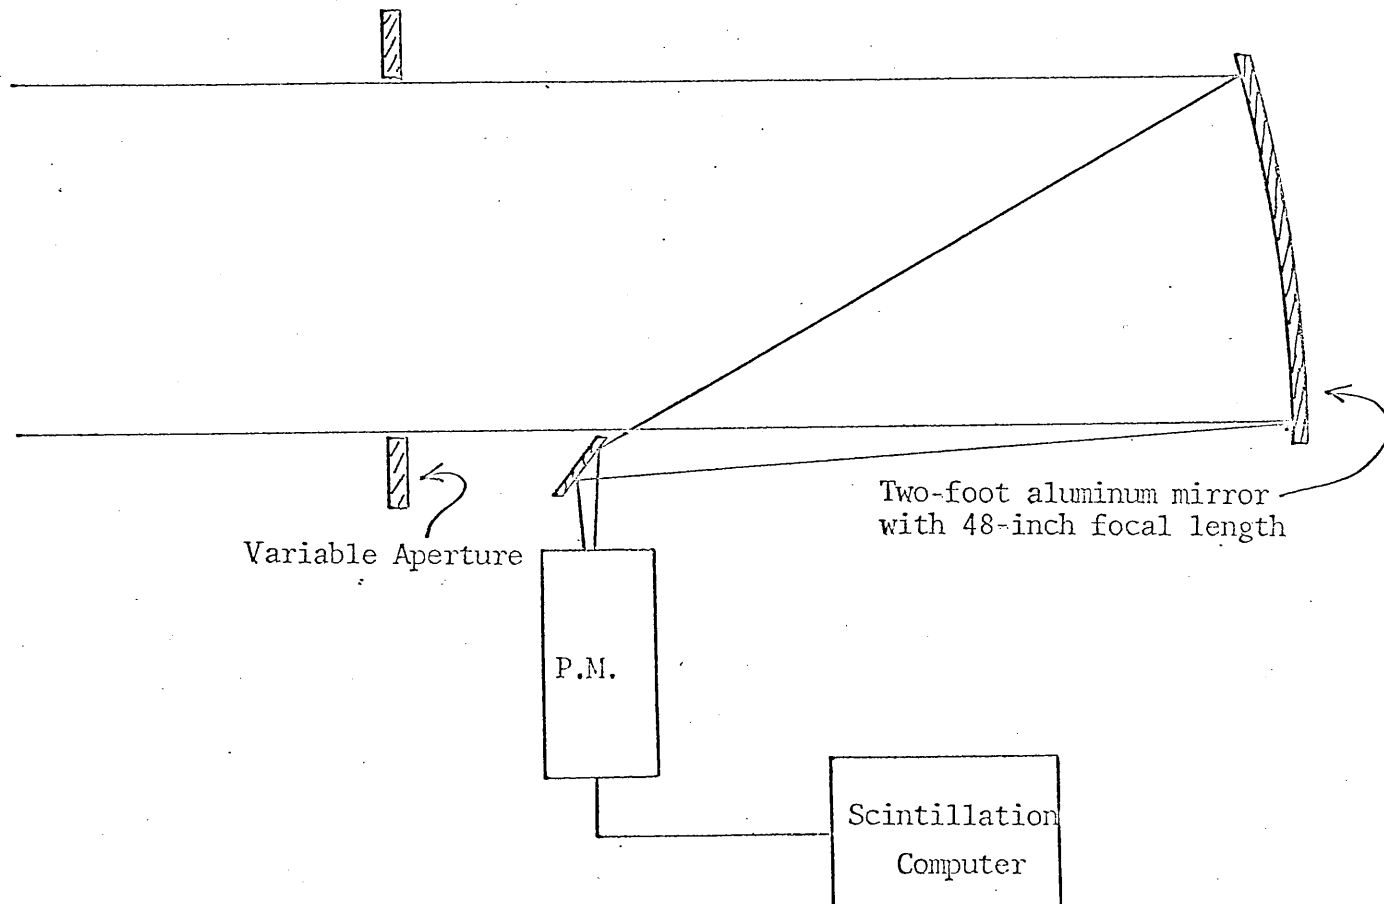 Two-foot aluminum mirror
with 48-inch focal length
Variable Aperture
P.M.
Scintillation
Computer